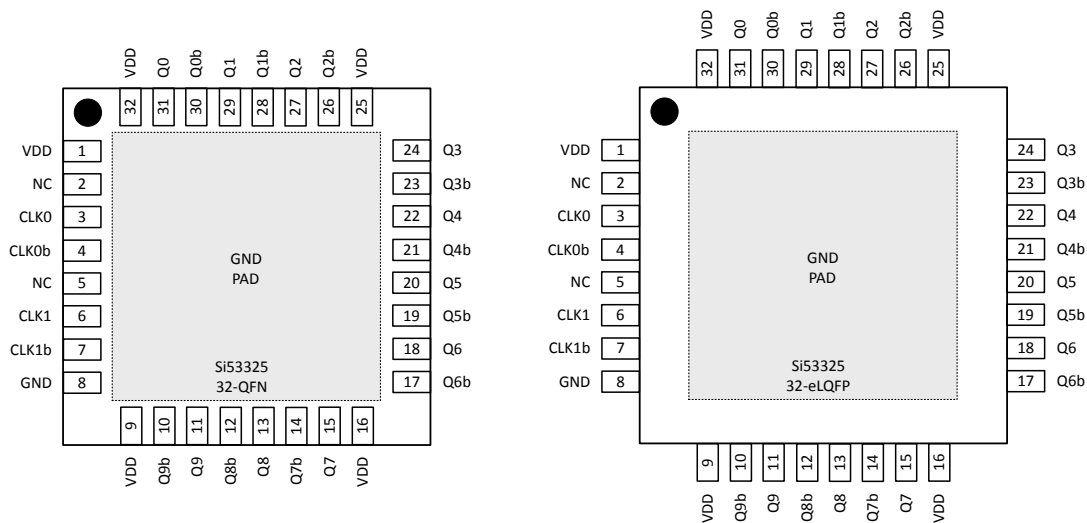 VDD Q0 Q0b Q1 Q1b Q2 Q2b VDD
32 31 30 29 28 27 26 25
VDD 1 24 Q3
NC 2 23 Q3b
CLK0 3 22 Q4
CLK0b 4 21 Q4b
NC 5 20 Q5
CLK1 6 19 Q5b
CLK1b 7 18 Q6
GND 8 17 Q6b
GND
PAD
Si53325
32-QFN
9 10 11 12 13 14 15 16
VDD Q9b Q9 Q8b Q8 Q7b Q7 VDD
VDD Q0 Q0b Q1 Q1b Q2 Q2b VDD
32 31 30 29 28 27 26 25
VDD 1 24 Q3
NC 2 23 Q3b
CLK0 3 22 Q4
CLK0b 4 21 Q4b
NC 5 20 Q5
CLK1 6 19 Q5b
CLK1b 7 18 Q6
GND 8 17 Q6b
GND
PAD
Si53325
32-eLQFP
9 10 11 12 13 14 15 16
VDD Q9b Q9 Q8b Q8 Q7b Q7 VDD